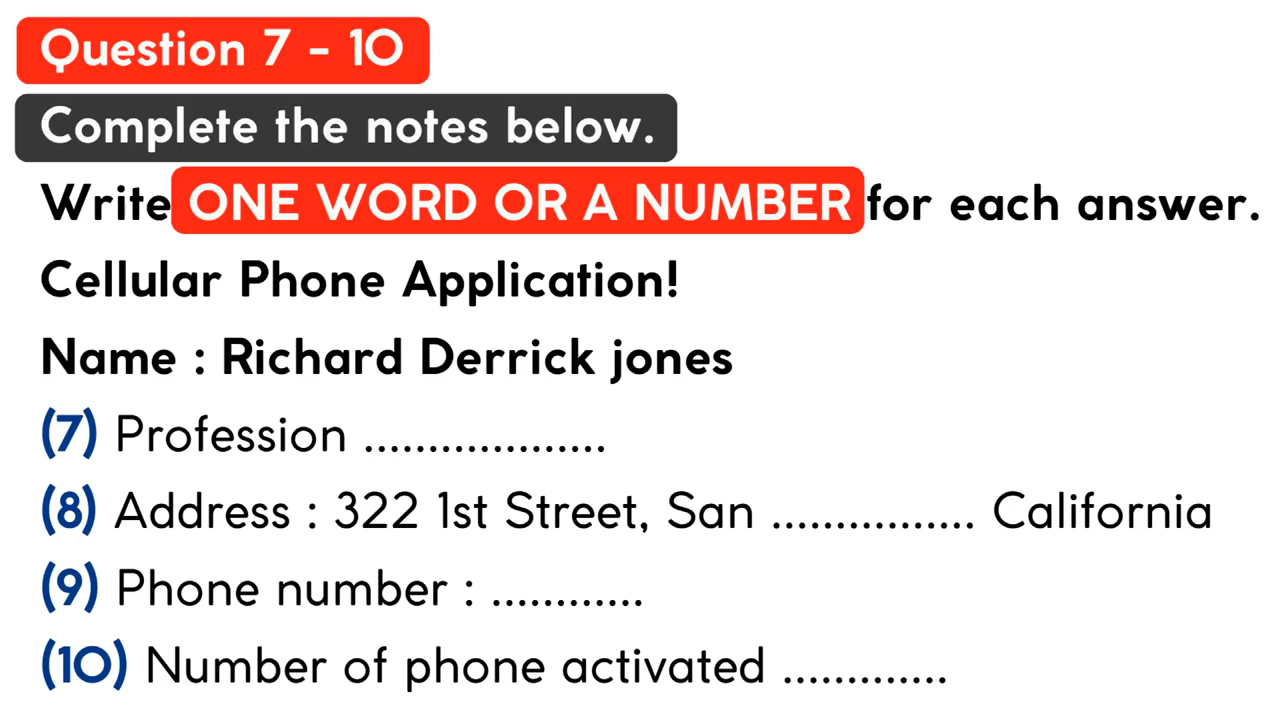 Question 7 - 10
Complete the notes below.
Write ONE WORD OR A NUMBER for each answer.
Cellular Phone Application!
Name : Richard Derrick jones
(7) Profession ...................
(8) Address : 322 1st Street, San ................ California
(9) Phone number : ............
(10) Number of phone activated .............